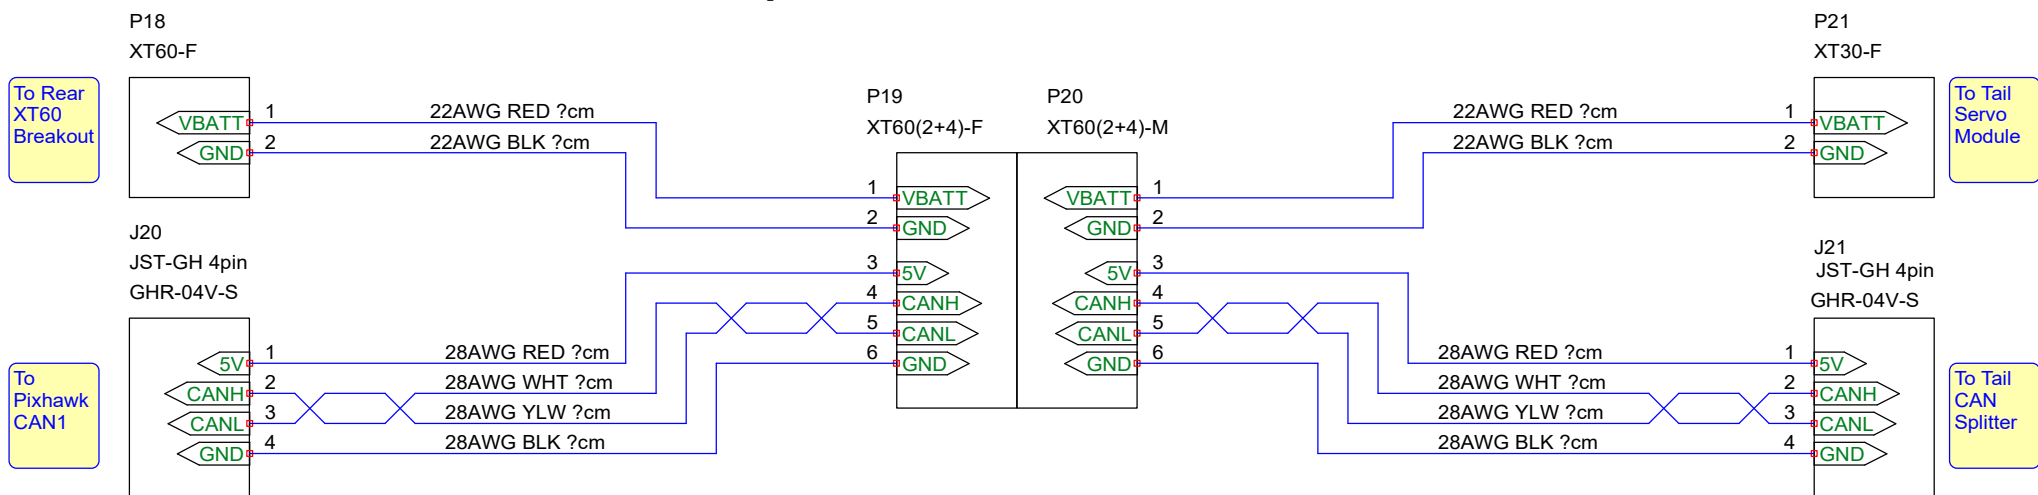 P18
XT60-F
To Rear
XT60
Breakout
VBATT
GND
1
2
22AWG RED ?cm
22AWG BLK ?cm
J20
JST-GH 4pin
GHR-04V-S
To
Pixhawk
CAN1
5V
CANH
CANL
GND
1
2
3
4
28AWG RED ?cm
28AWG WHT ?cm
28AWG YLW ?cm
28AWG BLK ?cm
P19
XT60(2+4)-F
1
2
3
4
5
6
VBATT
GND
5V
CANH
CANL
GND
P20
XT60(2+4)-M
VBATT
GND
5V
CANH
CANL
GND
1
2
3
4
5
6
22AWG RED ?cm
22AWG BLK ?cm
28AWG RED ?cm
28AWG WHT ?cm
28AWG YLW ?cm
28AWG BLK ?cm
P21
XT30-F
1
2
VBATT
GND
To Tail
Servo
Module
J21
JST-GH 4pin
GHR-04V-S
1
2
3
4
5V
CANH
CANL
GND
To Tail
CAN
Splitter